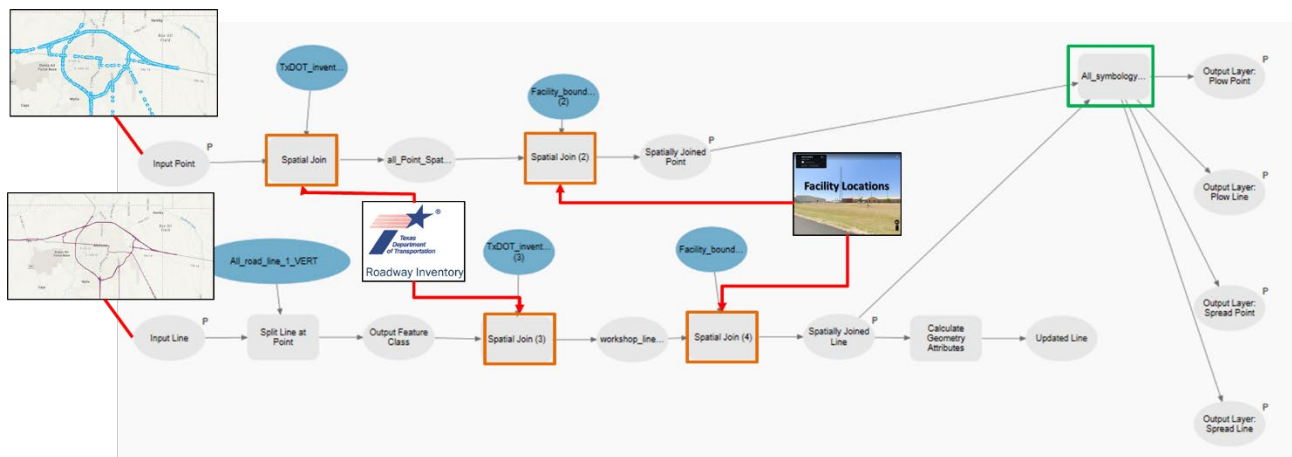 P
Output Layer:
Plow Point
TxDOT_invent...
Facility_bound...
(2)
All_symbology...
P
Input Point
Spatial Join
all_Point_Spat...
Spatial Join (2)
P
Spatially Joined
Point
Facility Locations
P
Output Layer:
Plow Line
®
Texas
Department
of Transportation
Roadway Inventory
All_road_line_1_VERT
TxDOT_invent...
(3)
Facility_bound...
P
Output Layer:
Spread Point
P
Input Line
Split Line at
Point
Output Feature
Class
Spatial Join (3)
workshop_line...
Spatial Join (4)
P
Spatially Joined
Line
Calculate
Geometry
Attributes
Updated Line
P
Output Layer:
Spread Line